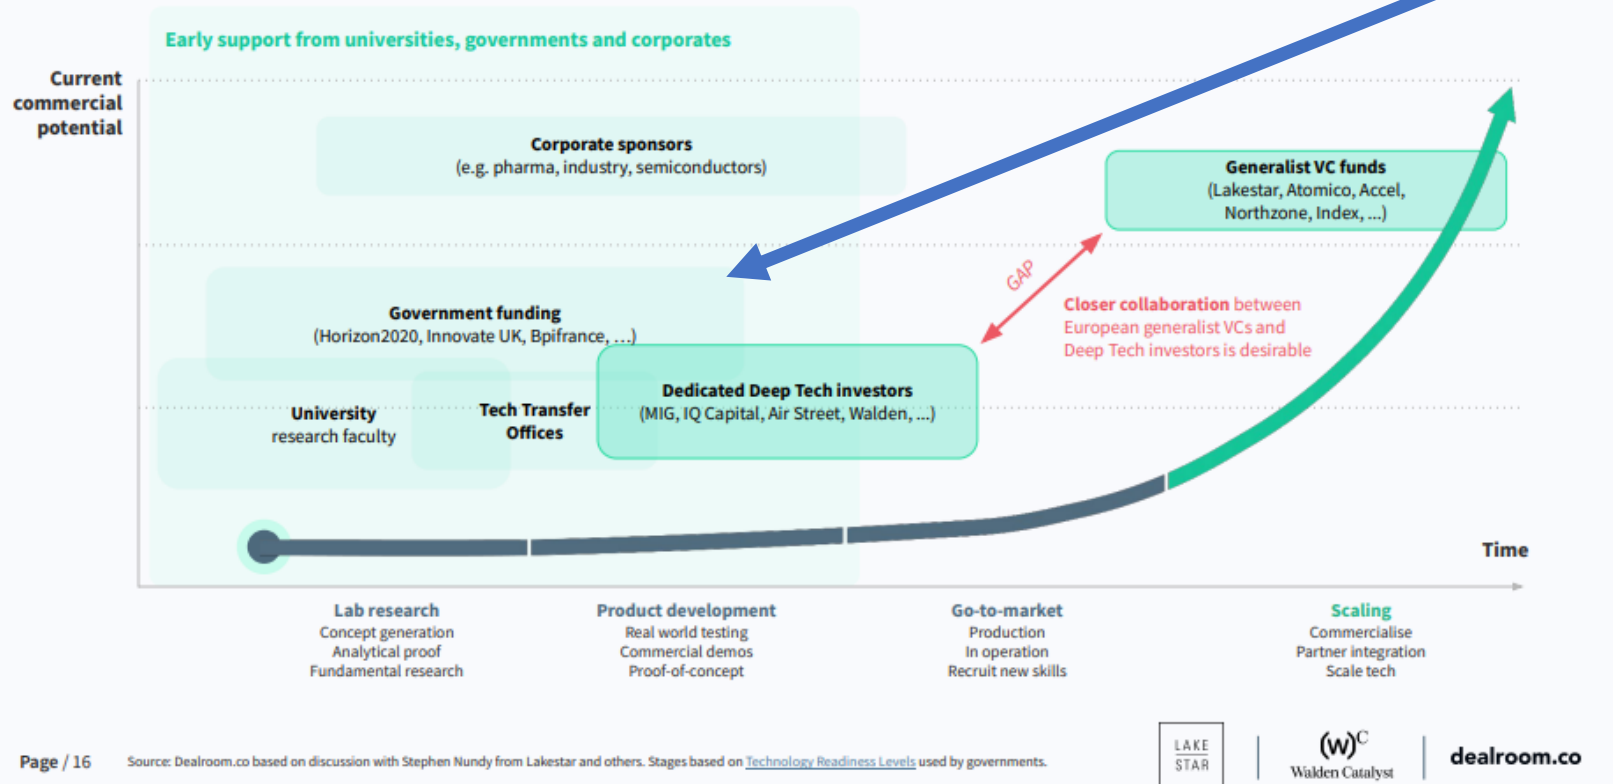 Early support from universities, governments and corporates
Current
commercial
potential
Corporate sponsors
(e.g. pharma, industry, semiconductors)
Generalist VC funds
(Lakestar, Atomico, Accel,
Northzone, Index, ...)
GAP
Closer collaboration between
European generalist VCs and
Deep Tech investors is desirable
Government funding
(Horizon2020, Innovate UK, Bpifrance, ...)
Dedicated Deep Tech investors
(MIG, IQ Capital, Air Street, Walden, ...)
University
research faculty
Tech Transfer
Offices
Time
Lab research
Concept generation
Analytical proof
Fundamental research
Product development
Real world testing
Commercial demos
Proof-of-concept
Go-to-market
Production
In operation
Recruit new skills
Scaling
Commercialise
Partner integration
Scale tech
Page / 16
Source: Dealroom.co based on discussion with Stephen Nundy from Lakestar and others. Stages based on Technology Readiness Levels used by governments.
LAKE
STAR
(W)C
Walden Catalyst
dealroom.co